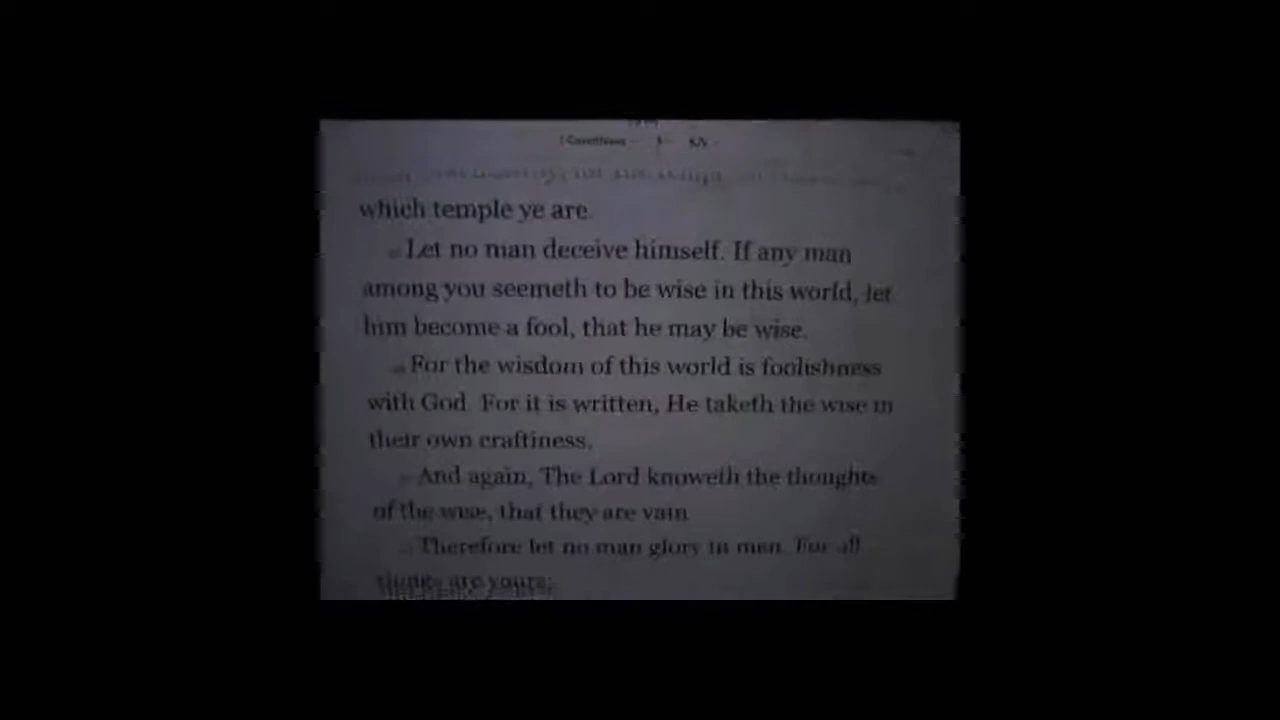 which temple ye are.
Let no man deceive himself. If any man
among you seemeth to be wise in this world, let
him become a fool, that he may be wise.
For the wisdom of this world is foolishness
with God. For it is written, He taketh the wise in
their own craftiness.
And again, The Lord knoweth the thoughts
of the wise, that they are vain
Therefore let no man glory in men. For all
things are yours;